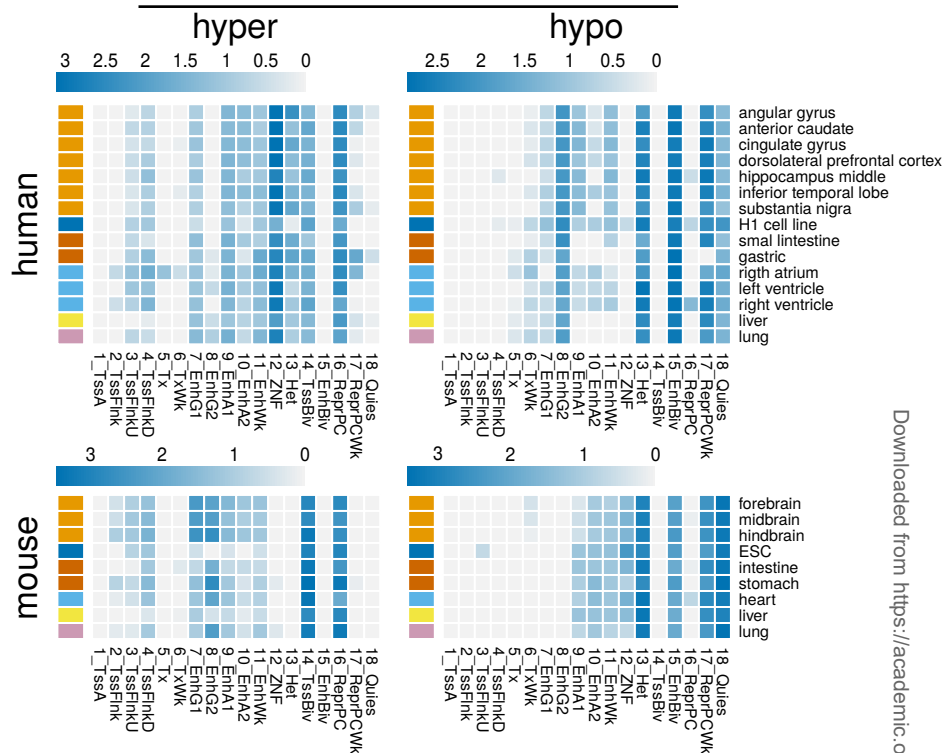 hyper hypo
3 2.5 2 1.5 1 0.5 0
2.5 2 1.5 1 0.5 0
human
angular gyrus
anterior caudate
cingulate gyrus
dorsolateral prefrontal cortex
hippocampus middle
inferior temporal lobe
substantia nigra
H1 cell line
smal lintestine
gastric
rigth atrium
left ventricle
right ventricle
liver
lung
1_TssA
2_TssFlnk
3_TssFlnkU
4_TssFlnkD
5_Tx
6_TxWk
7_EnhG1
8_EnhG2
9_EnhA1
10_EnhA2
11_EnhWk
12_ZNF
13_Het
14_TssBiv
15_EnhBiv
16_ReprPC
17_ReprPCWk
18_Quies
1_TssA
2_TssFlnk
3_TssFlnkU
4_TssFlnkD
5_Tx
6_TxWk
7_EnhG1
8_EnhG2
9_EnhA1
10_EnhA2
11_EnhWk
12_ZNF
13_Het
14_TssBiv
15_EnhBiv
16_ReprPC
17_ReprPCWk
18_Quies
3 2 1 0
3 2 1 0
mouse
forebrain
midbrain
hindbrain
ESC
intestine
stomach
heart
liver
lung
1_TssA
2_TssFlnk
3_TssFlnkU
4_TssFlnkD
5_Tx
6_TxWk
7_EnhG1
8_EnhG2
9_EnhA1
10_EnhA2
11_EnhWk
12_ZNF
13_Het
14_TssBiv
15_EnhBiv
16_ReprPC
17_ReprPCWk
18_Quies
1_TssA
2_TssFlnk
3_TssFlnkU
4_TssFlnkD
5_Tx
6_TxWk
7_EnhG1
8_EnhG2
9_EnhA1
10_EnhA2
11_EnhWk
12_ZNF
13_Het
14_TssBiv
15_EnhBiv
16_ReprPC
17_ReprPCWk
18_Quies
Downloaded from https://academic.o